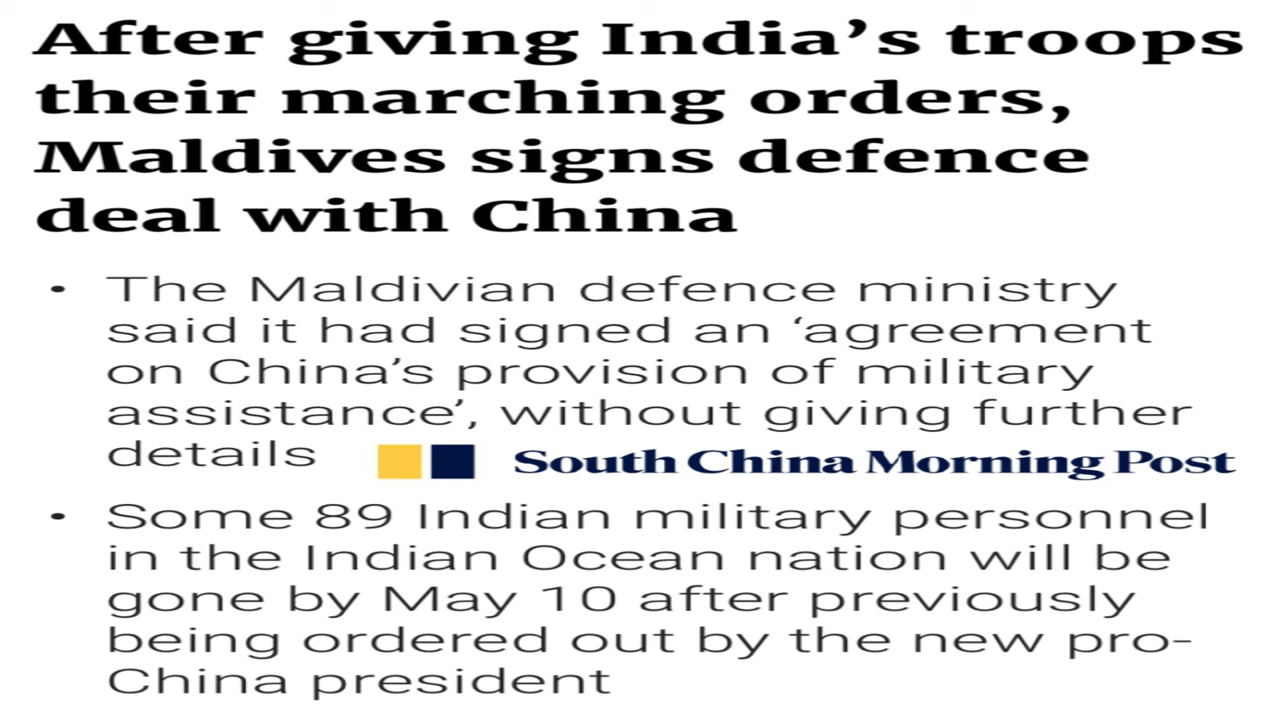 After giving India’s troops
their marching orders,
Maldives signs defence
deal with China
• The Maldivian defence ministry
said it had signed an ‘agreement
on China’s provision of military
assistance’, without giving further
details
South China Morning Post
• Some 89 Indian military personnel
in the Indian Ocean nation will be
gone by May 10 after previously
being ordered out by the new pro-
China president